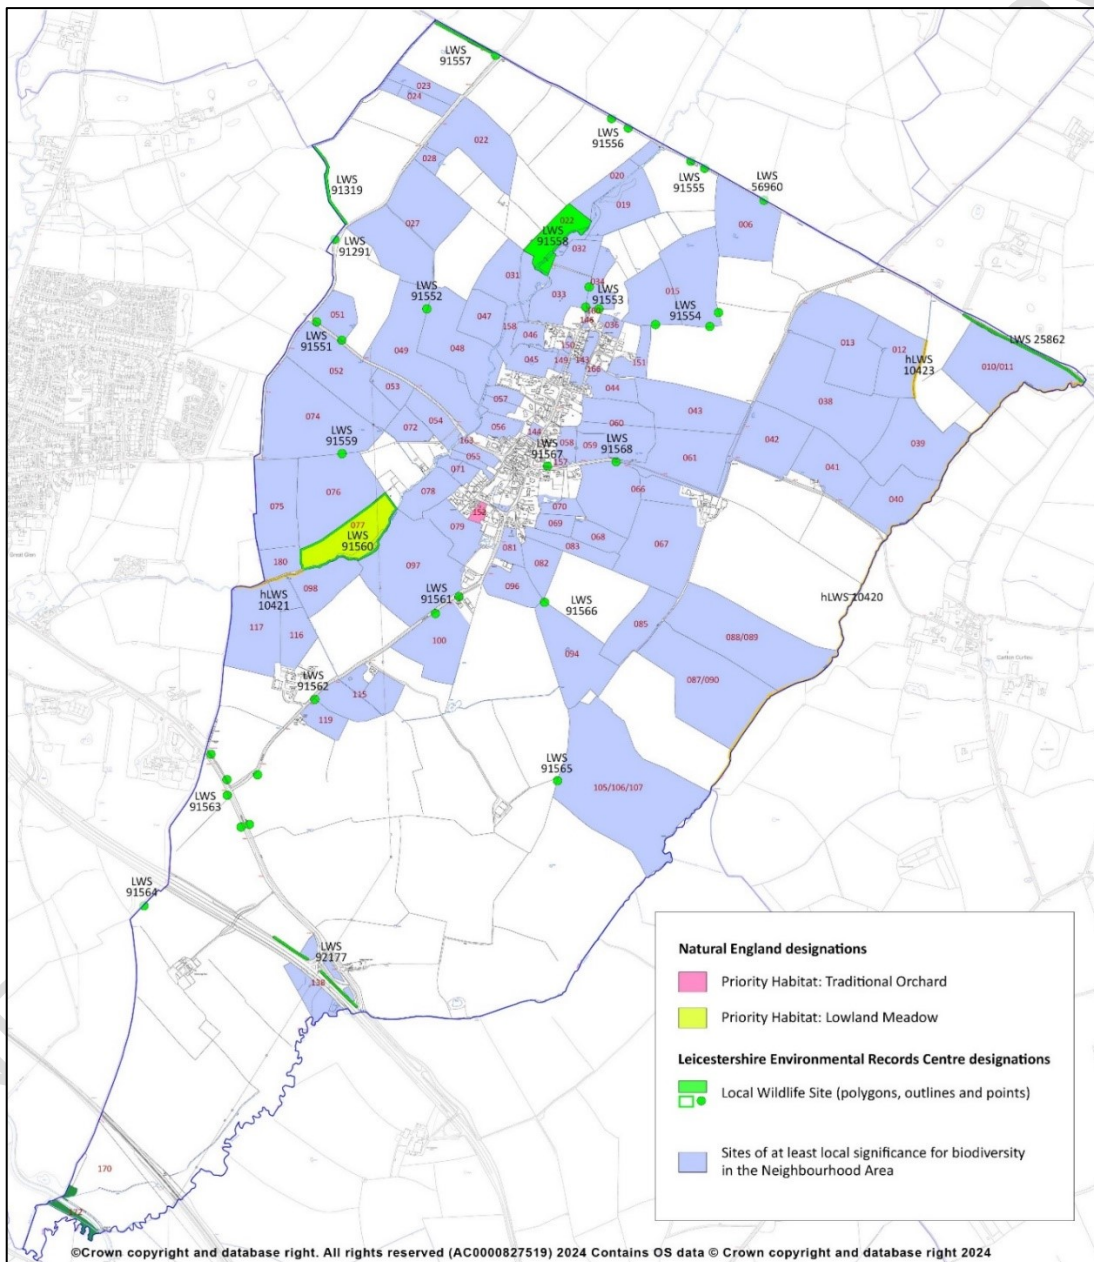 LWS
91557
023
024
LWS
91556
022
028
LWS
91555
LWS
56960
LWS
91319
020
019
006
027
022
LWS
91558
LWS
91291
032
031
034
015
LWS
91552
033
LWS
91553
LWS
91554
051
047
036
LWS
91551
158
046
013
012
LWS 25862
hLWS
10423
010/011
049
048
150
045
149
143
151
052
166
053
044
038
057
043
074
072
054
056
060
042
039
163
144
058
059
LWS
91568
061
041
LWS
91559
055
LWS
91567
157
071
076
078
066
040
075
077
LWS
91560
070
079
069
068
067
081
083
082
180
097
098
096
hLWS
10421
LWS
91561
LWS
91566
hLWS 10420
117
116
100
085
088/089
094
LWS
91562
115
087/090
119
LWS
91565
105/106/107
LWS
91563
LWS
91564
LWS
92177
170
Great Glen
Carlton Curlieu
Natural England designations
Priority Habitat: Traditional Orchard
Priority Habitat: Lowland Meadow
Leicestershire Environmental Records Centre designations
Local Wildlife Site (polygons, outlines and points)
Sites of at least local significance for biodiversity
in the Neighbourhood Area
©Crown copyright and database right. All rights reserved (AC0000827519) 2024 Contains OS data © Crown copyright and database right 2024